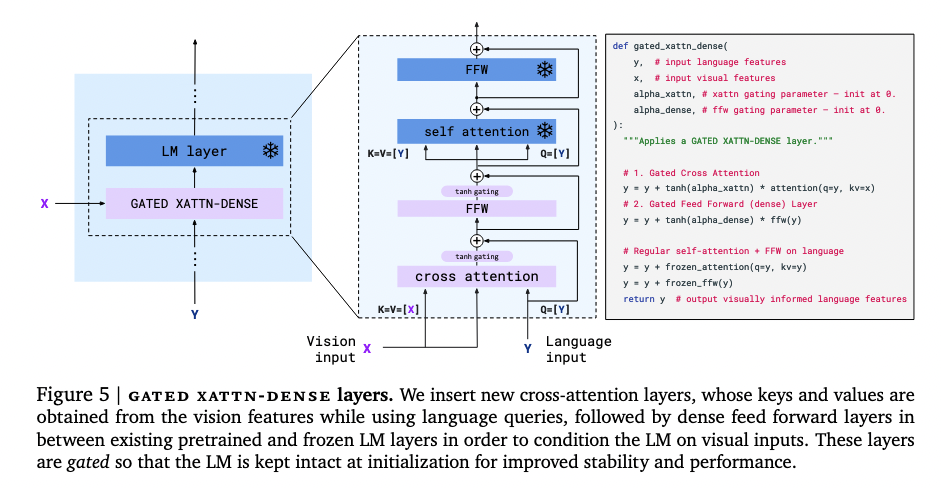 LM layer
X
GATED XATTN-DENSE
Y
FFW
self attention
K=V=[Y]
Q=[Y]
tanh gating
FFW
tanh gating
cross attention
K=V=[X]
Q=[Y]
Vision
input
X
Y
Language
input
def gated_xattn_dense(
y, # input language features
x, # input visual features
alpha_xattn, # xattn gating parameter – init at 0.
alpha_dense, # ffw gating parameter – init at 0.
):
"""Applies a GATED XATTN-DENSE layer."""
# 1. Gated Cross Attention
y = y + tanh(alpha_xattn) * attention(q=y, kv=x)
# 2. Gated Feed Forward (dense) Layer
y = y + tanh(alpha_dense) * ffw(y)
# Regular self-attention + FFW on language
y = y + frozen_attention(q=y, kv=y)
y = y + frozen_ffw(y)
return y # output visually informed language features
Figure 5 | GATED XATTN-DENSE layers. We insert new cross-attention layers, whose keys and values are
obtained from the vision features while using language queries, followed by dense feed forward layers in
between existing pretrained and frozen LM layers in order to condition the LM on visual inputs. These layers
are gated so that the LM is kept intact at initialization for improved stability and performance.